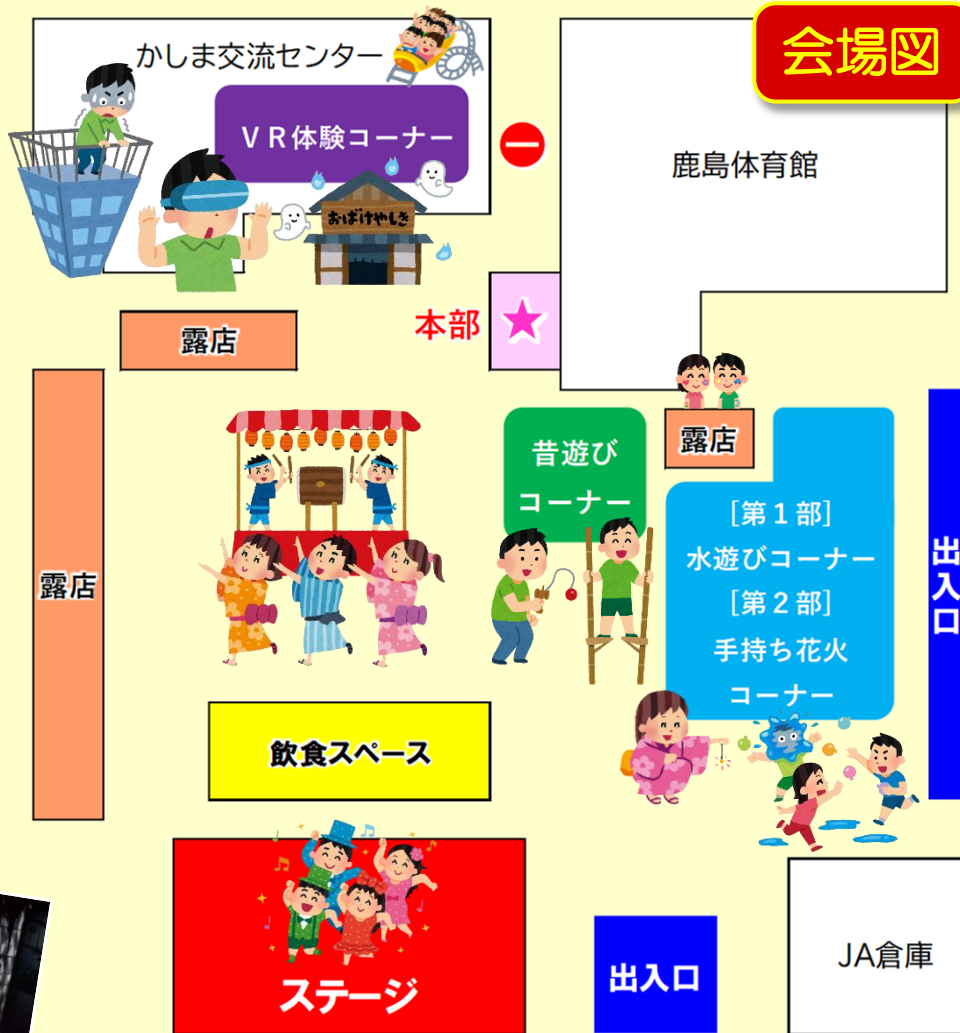 会場図
かしま交流センター
ＶＲ体験コーナー
おばけやしき
鹿島体育館
本部
露店
昔遊び
コーナー
露店
［第１部］
水遊びコーナー
［第２部］
手持ち花火
コーナー
出入口
露店
飲食スペース
ステージ
出入口
JA倉庫